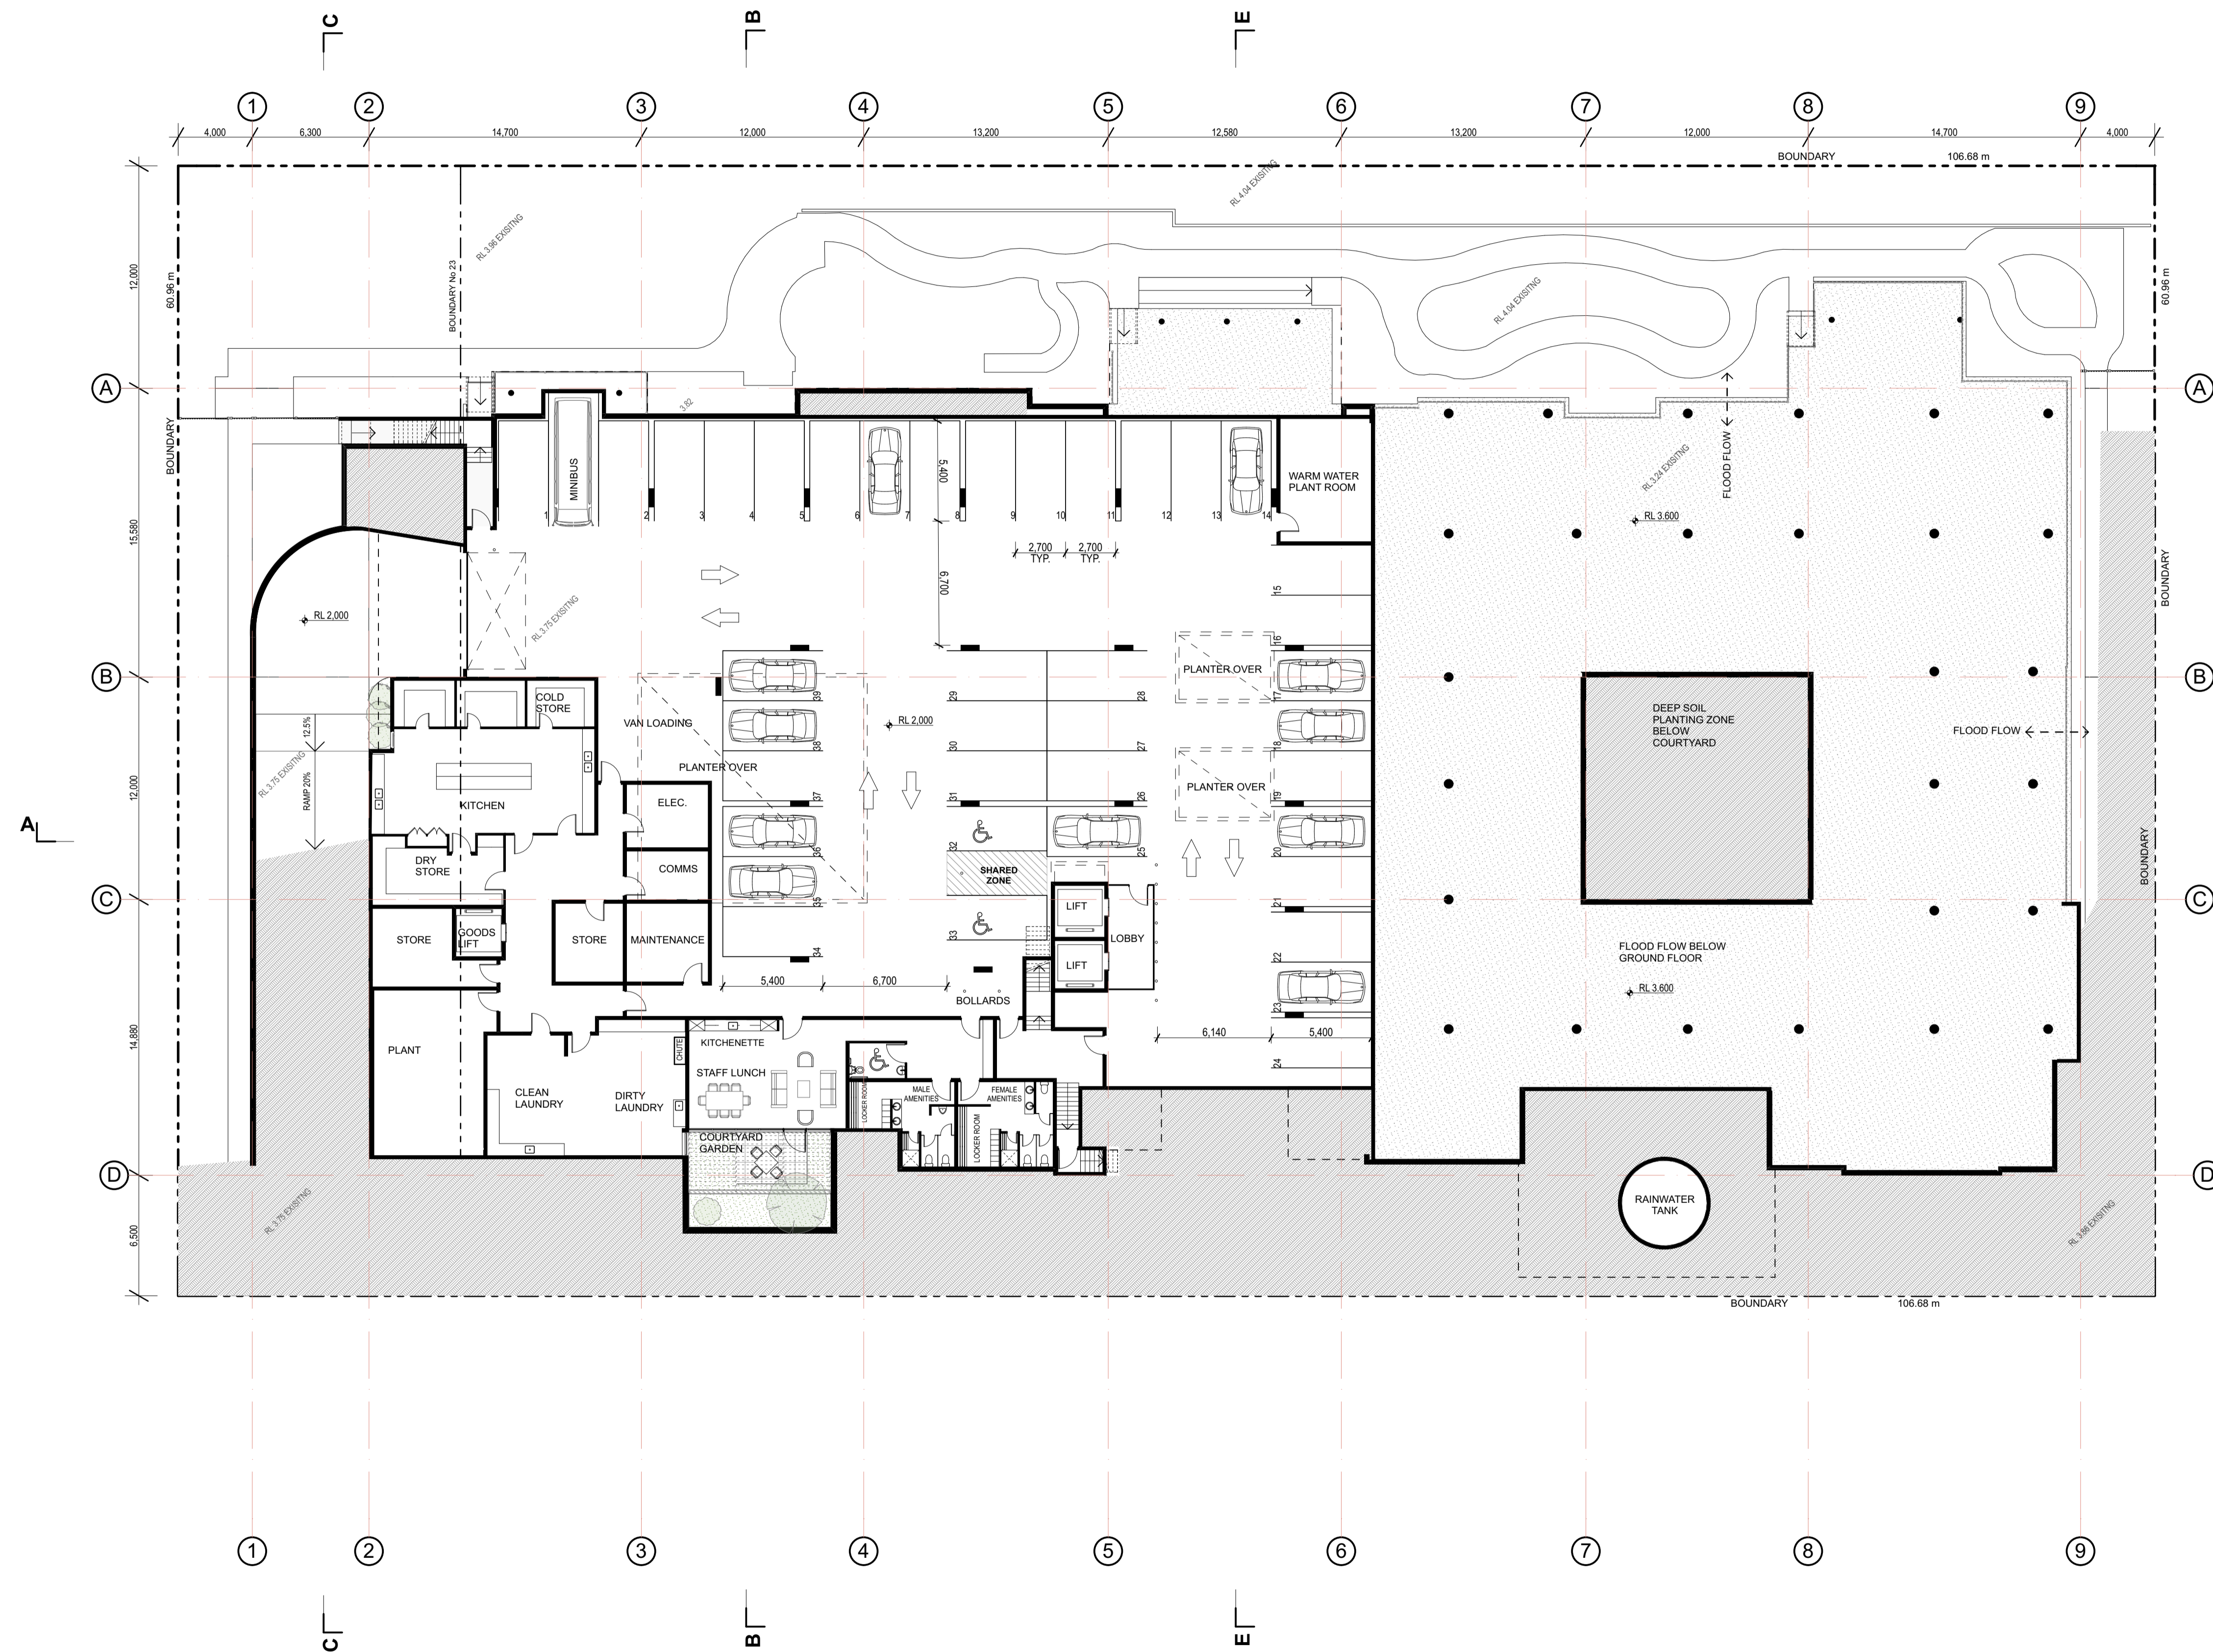 C
B
E
1
2
3
4
5
6
7
8
9
4,000
6,300
14,700
12,000
13,200
12,580
13,200
12,000
14,700
4,000
BOUNDARY
106.68 m
RL 4.04 EXISITNG
RL 3.96 EXISITNG
BOUNDARY No 23
12,000
60.96 m
60.96 m
RL 4.04 EXISITNG
A
A
3.82
BOUNDARY
FLOOD FLOW
RL 3.24 EXISITNG
MINIBUS
5,400
WARM WATER
PLANT ROOM
1
2
3
4
5
6
7
8
9
10
11
12
13
14
RL 3.600
15,580
2,700
TYP.
2,700
TYP.
6,700
15
BOUNDARY
RL 2,000
RL 3.75 EXISITNG
16
B
B
PLANTER OVER
COLD
STORE
39
29
28
17
DEEP SOIL
PLANTING ZONE
BELOW
COURTYARD
VAN LOADING
RL 2,000
12.5%
FLOOD FLOW
38
30
27
18
PLANTER OVER
RL 3.75 EXISITNG
RAMP 20%
12,000
PLANTER OVER
KITCHEN
ELEC.
37
31
26
19
A
DRY
STORE
COMMS
36
32
25
20
SHARED
ZONE
BOUNDARY
C
C
35
LIFT
21
STORE
GOODS
LIFT
STORE
MAINTENANCE
33
LOBBY
34
FLOOD FLOW BELOW
GROUND FLOOR
LIFT
22
5,400
6,700
BOLLARDS
RL 3.600
23
14,880
6,140
5,400
PLANT
KITCHENETTE
CHUTE
24
STAFF LUNCH
CLEAN
LAUNDRY
DIRTY
LAUNDRY
LOCKER ROOM
MALE
AMENITIES
FEMALE
AMENITIES
LOCKER ROOM
COURTYARD
GARDEN
D
D
RL 3.75 EXISITNG
RAINWATER
TANK
RL 3.86 EXISITNG
6,500
BOUNDARY
106.68 m
1
2
3
4
5
6
7
8
9
C
B
E